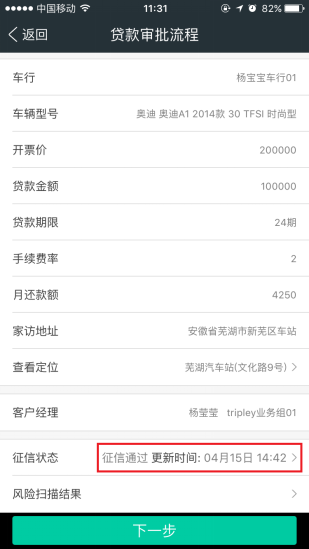 中国移动 11:31 82%
返回 贷款审批流程
车行 杨宝宝车行01
车辆型号 奥迪 奥迪A1 2014款 30 TFSI 时尚型
开票价 200000
贷款金额 100000
贷款期限 24期
手续费率 2
月还款额 4250
家访地址 安徽省芜湖市新芜区车站
查看定位 芜湖汽车站(文化路9号)
客户经理 杨莹莹 tripley业务组01
征信状态 征信通过 更新时间: 04月15日 14:42
风险扫描结果
下一步